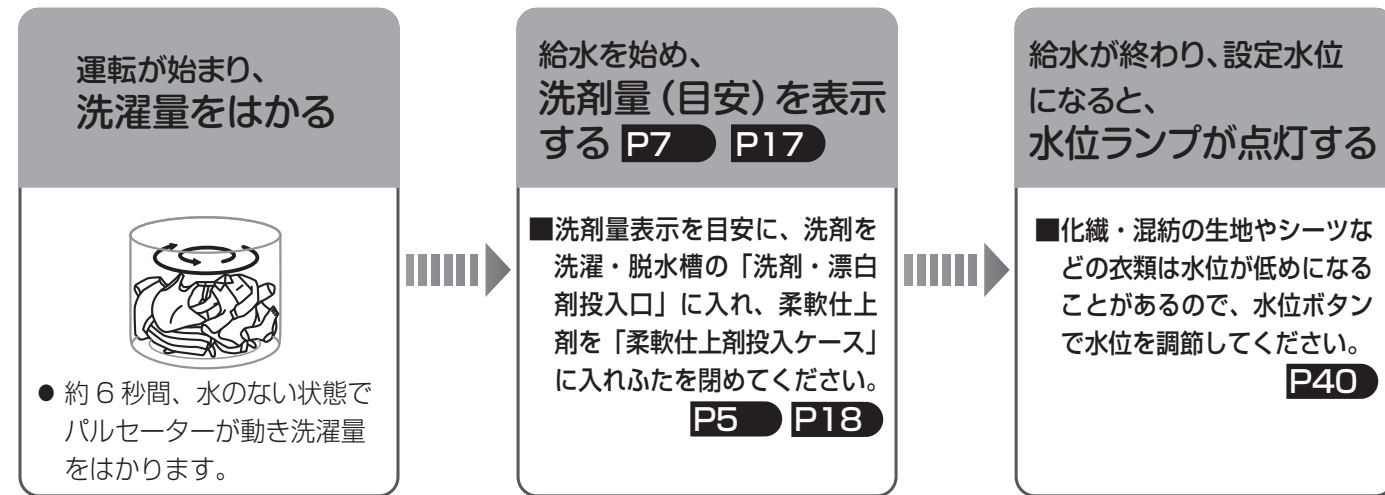 運転が始まり、
洗濯量をはかる
● 約 6 秒間、水のない状態で
パルセーターが動き洗濯量
をはかります。
給水を始め、
洗剤量（目安）を表示
する P7 P17
■洗剤量表示を目安に、洗剤を
洗濯・脱水槽の「洗剤・漂白
剤投入口」に入れ、柔軟仕上
剤を「柔軟仕上剤投入ケース」
に入れふたを閉めてください。
P5 P18
給水が終わり、設定水位
になると、
水位ランプが点灯する
■化繊・混紡の生地やシーツな
どの衣類は水位が低めになる
ことがあるので、水位ボタン
で水位を調節してください。
P40